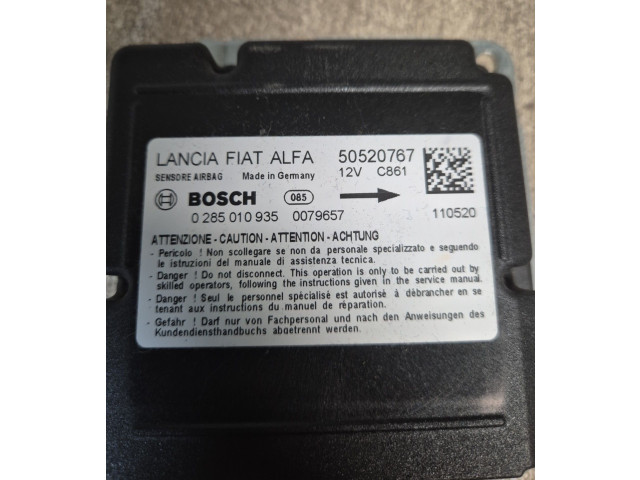 LANCIA FIAT ALFA 50520767
SENSORE AIRBAG Made in Germany 12V C861
BOSCH 085
0 285 010 935 0079657 110520
ATTENZIONE - CAUTION - ATTENTION - ACHTUNG
- Pericolo ! Non scollegare se non da personale specializzato e seguendo
le istruzioni del manuale di assistenza tecnica.
- Danger ! Do not disconnect. This operation is only to be carried out by
skilled operators, following the instructions given in the service manual.
- Danger ! Seul le personnel spécialisé est autorisé à débrancher en se
tenant aux instructions du manuel de réparation.
- Gefahr ! Darf nur von Fachpersonal und nach den Anweisungen des
Kundendiensthandbuchs abgetrennt werden.